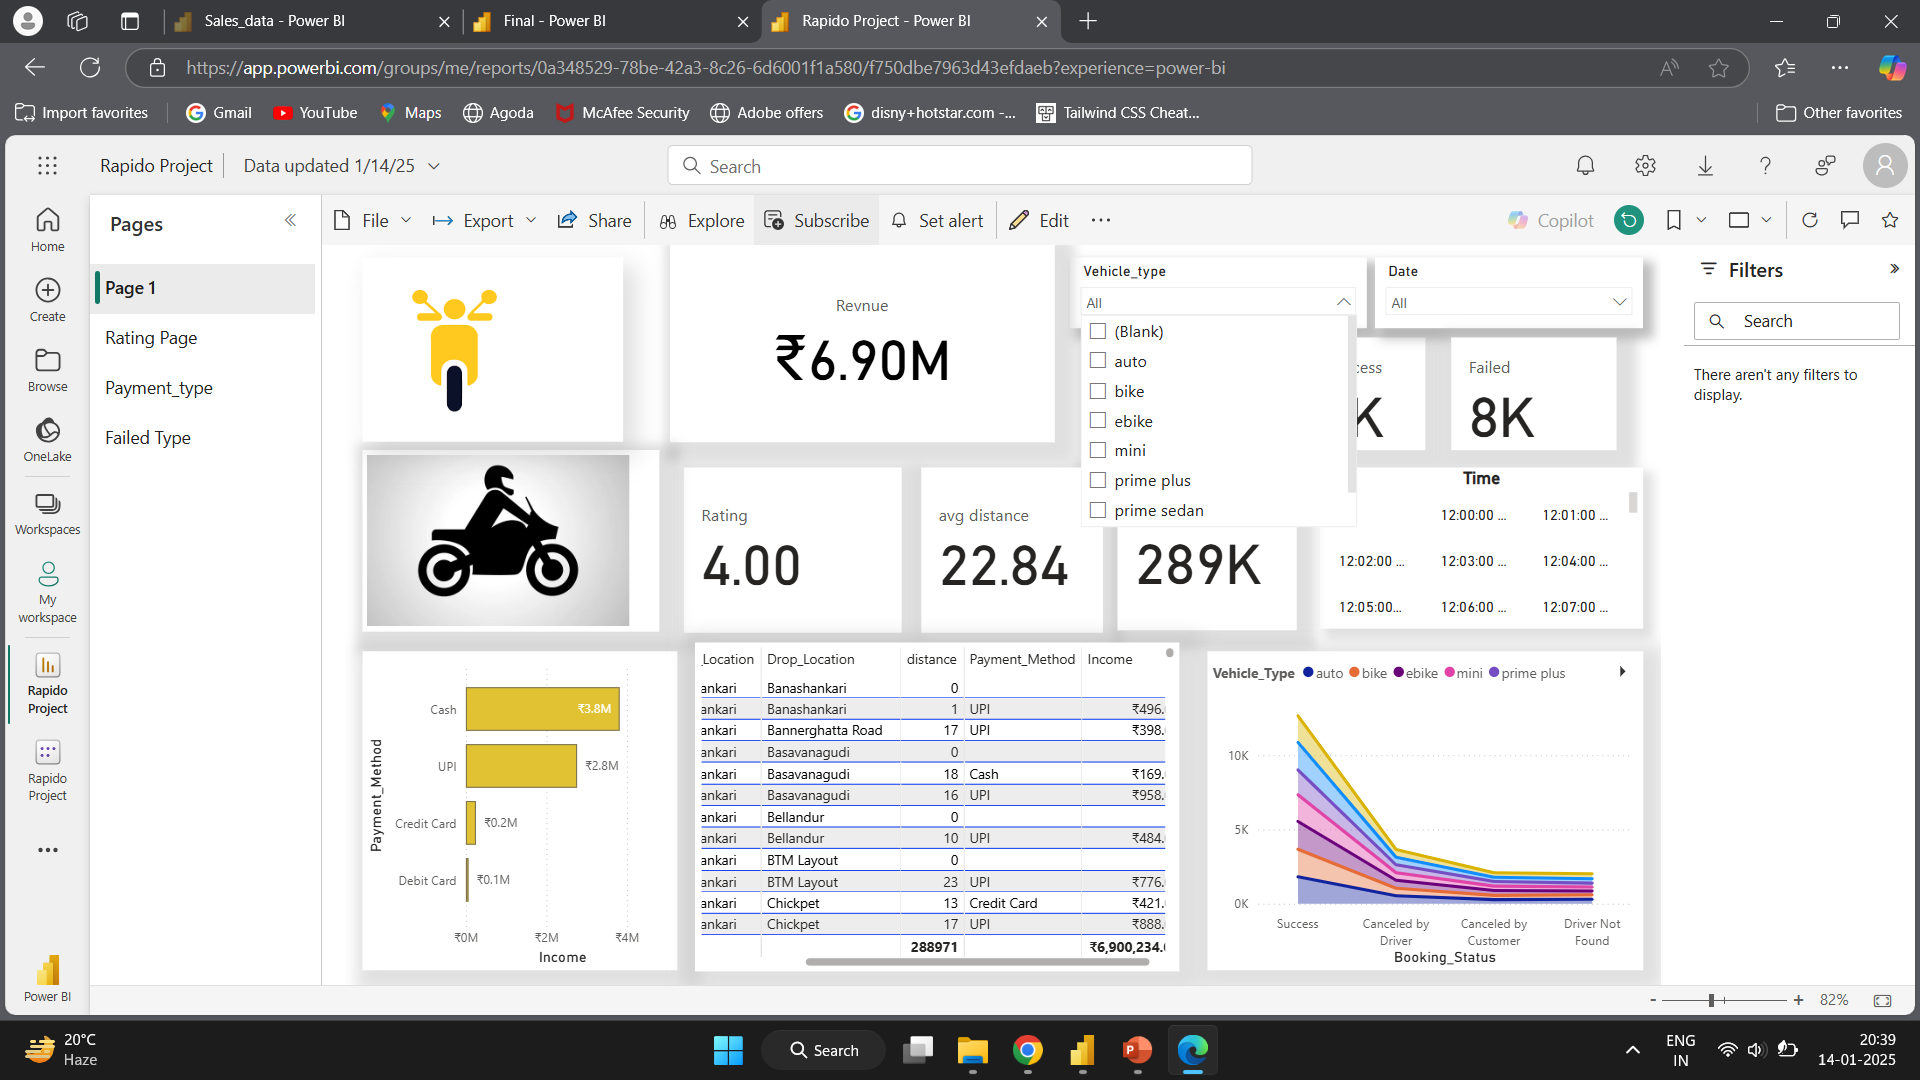 Sales_data - Power BI
Final - Power BI
Rapido Project - Power BI
https://app.powerbi.com/groups/me/reports/0a348529-78be-42a3-8c26-6d6001f1a580/f750dbe7963d43efdaeb?experience=power-bi
Import favorites
Gmail
YouTube
Maps
Agoda
McAfee Security
Adobe offers
disny+hotstar.com -...
Tailwind CSS Cheat...
Other favorites
Rapido Project
Data updated 1/14/25
Search
Home
Create
Browse
OneLake
Workspaces
My workspace
Rapido Project
Rapido Project
Power BI
Pages
Page 1
Rating Page
Payment_type
Failed Type
File
Export
Share
Explore
Subscribe
Set alert
Edit
Copilot
Revnue
₹6.90M
Vehicle_type
All
(Blank)
auto
bike
ebike
mini
prime plus
prime sedan
Date
All
cess
K
Failed
8K
Filters
Search
There aren't any filters to
display.
Rating
4.00
avg distance
22.84
289K
Time
12:00:00 ... 12:01:00 ...
12:02:00 ... 12:03:00 ... 12:04:00 ...
12:05:00... 12:06:00 ... 12:07:00 ...
Payment_Method
Cash ₹3.8M
UPI ₹2.8M
Credit Card ₹0.2M
Debit Card ₹0.1M
₹0M ₹2M ₹4M
Income
_Location Drop_Location distance Payment_Method Income
ankari Banashankari 0
ankari Banashankari 1 UPI ₹496.
ankari Bannerghatta Road 17 UPI ₹398.
ankari Basavanagudi 0
ankari Basavanagudi 18 Cash ₹169.
ankari Basavanagudi 16 UPI ₹958.
ankari Bellandur 0
ankari Bellandur 10 UPI ₹484.
ankari BTM Layout 0
ankari BTM Layout 23 UPI ₹776.
ankari Chickpet 13 Credit Card ₹421.
ankari Chickpet 17 UPI ₹888.
288971 ₹6,900,234.
Vehicle_Type auto bike ebike mini prime plus
10K
5K
0K
Success
Canceled by Driver
Canceled by Customer
Driver Not Found
Booking_Status
- + 82%
20°C
Haze
Search
ENG
IN
20:39
14-01-2025